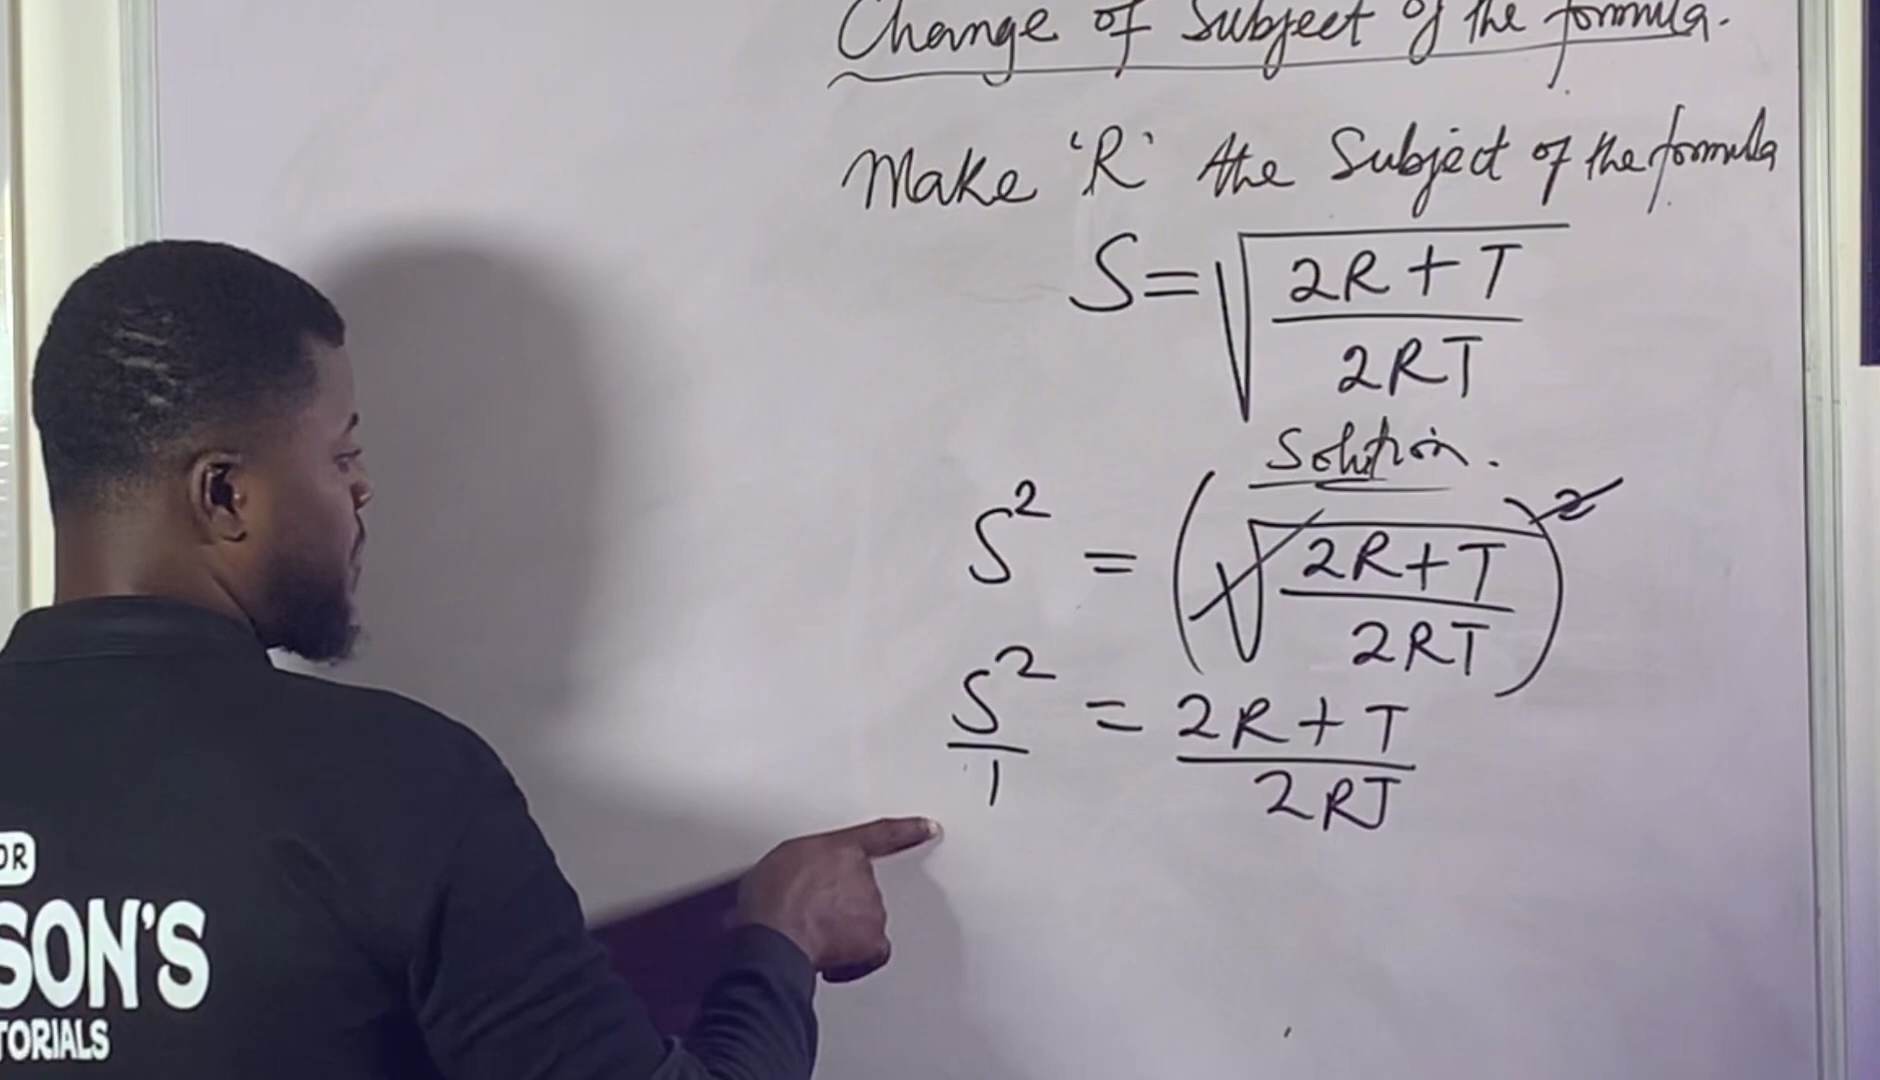 Change of Subject of the formula.
Make 'R' the Subject of the formula
S = √((2R + T)/(2RT))
Solution.
S² = (√((2R + T)/(2RT)))²
S²/1 = (2R + T)/(2RT)
OR
SON'S
TORIALS